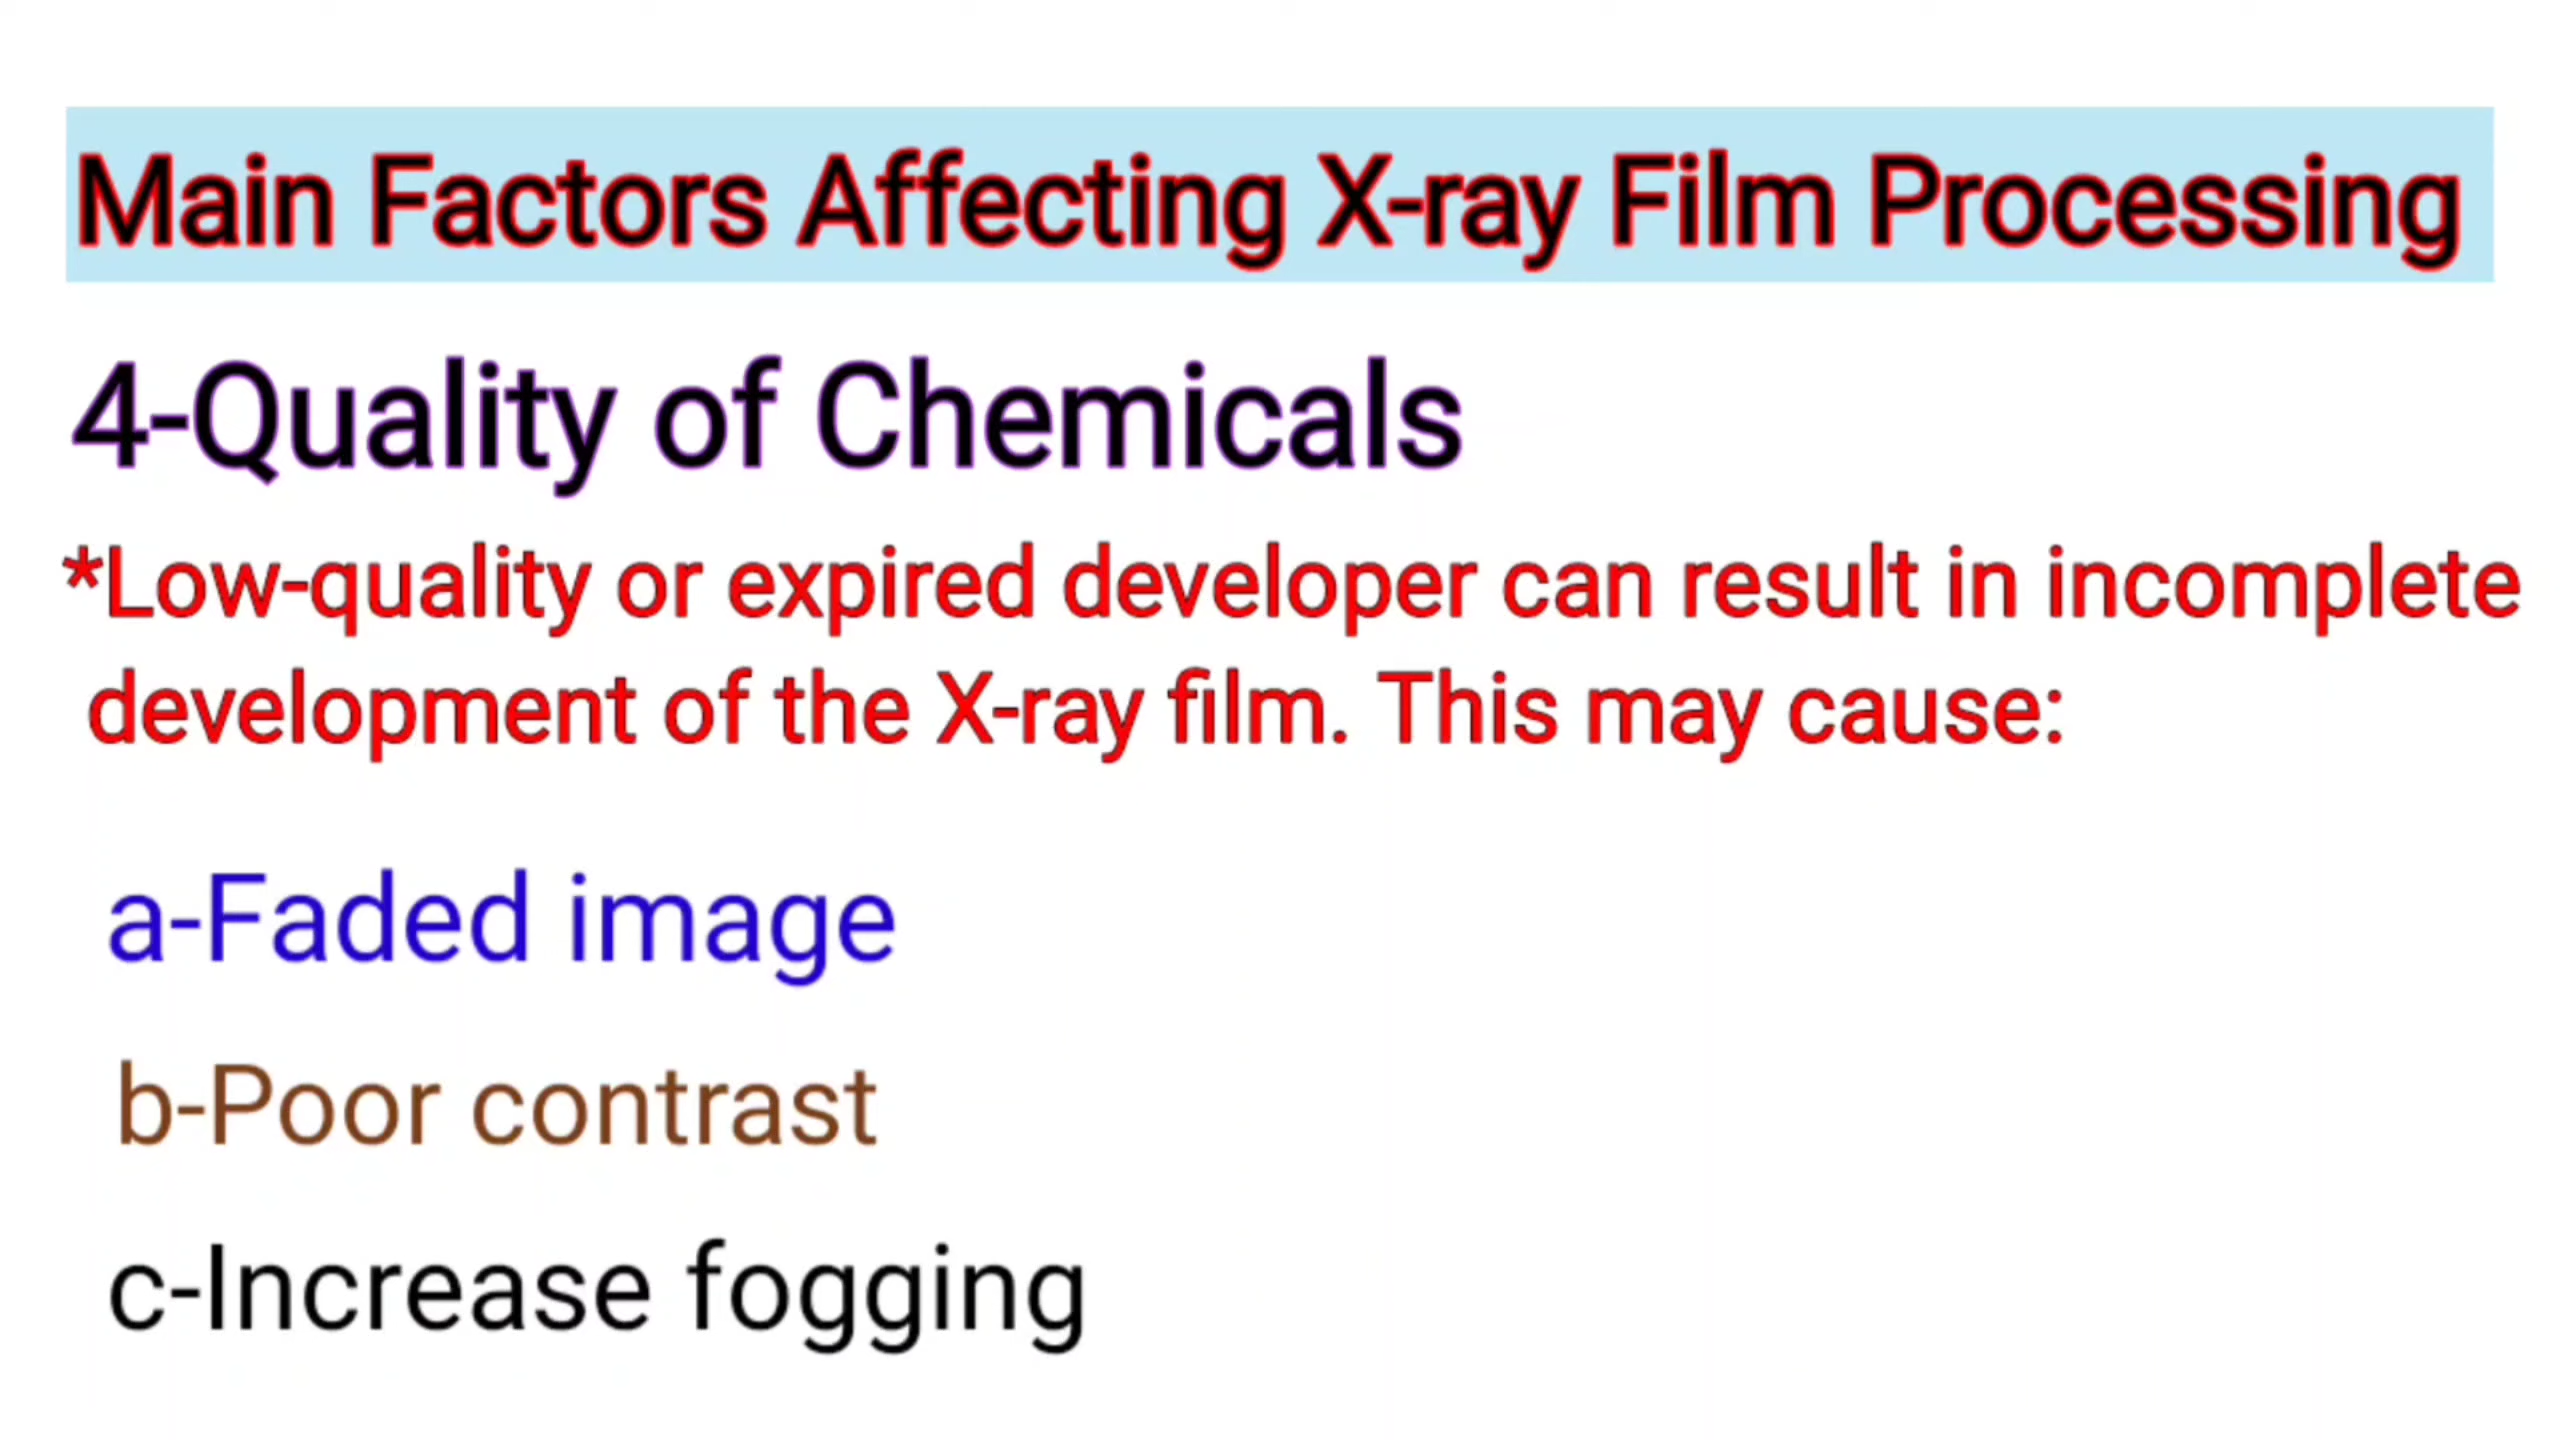 Main Factors Affecting X-ray Film Processing
4-Quality of Chemicals
*Low-quality or expired developer can result in incomplete
development of the X-ray film. This may cause:
a-Faded image
b-Poor contrast
c-Increase fogging